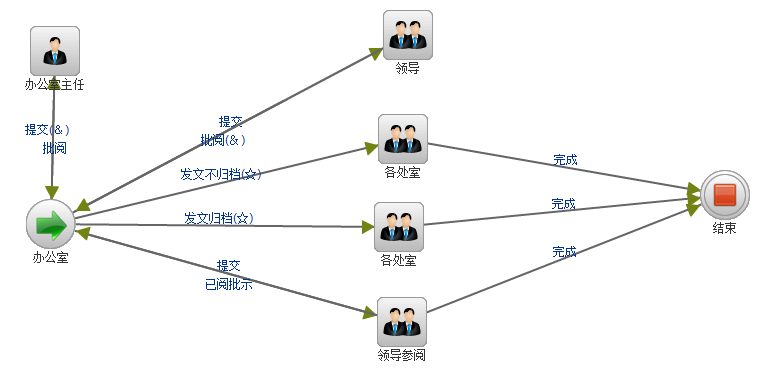 领导
办公室主任
提交
提交(&)
批阅(&)
批阅
完成
发文不归档(☆)
各处室
完成
发文归档(☆)
结束
完成
办公室
各处室
提交
已阅批示
领导参阅